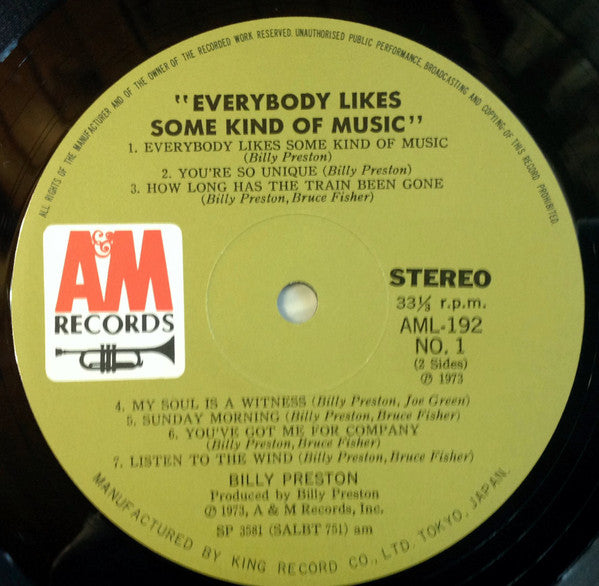 ALL RIGHTS OF THE MANUFACTURER AND OF THE OWNER OF THE RECORDED WORK RESERVED. UNAUTHORISED PUBLIC PERFORMANCE, BROADCASTING AND COPYING OF THIS RECORD PROHIBITED.
"EVERYBODY LIKES
SOME KIND OF MUSIC"
1. EVERYBODY LIKES SOME KIND OF MUSIC
(Billy Preston)
2. YOU'RE SO UNIQUE (Billy Preston)
3. HOW LONG HAS THE TRAIN BEEN GONE
(Billy Preston, Bruce Fisher)
A&M
RECORDS
STEREO
33⅓ r.p.m.
AML-192
NO. 1
(2 Sides)
℗ 1973
4. MY SOUL IS A WITNESS (Billy Preston, Joe Green)
5. SUNDAY MORNING (Billy Preston, Bruce Fisher)
6. YOU'VE GOT ME FOR COMPANY
(Billy Preston, Bruce Fisher)
7. LISTEN TO THE WIND (Billy Preston, Bruce Fisher)
BILLY PRESTON
Produced by Billy Preston
℗ 1973, A & M Records, Inc.
SP 3581 (SALBT 751) am
MANUFACTURED BY KING RECORD CO., LTD. TOKYO, JAPAN.